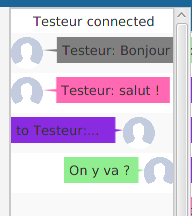 Testeur connected
Testeur: Bonjour
Testeur: salut !
to Testeur:...
On y va ?